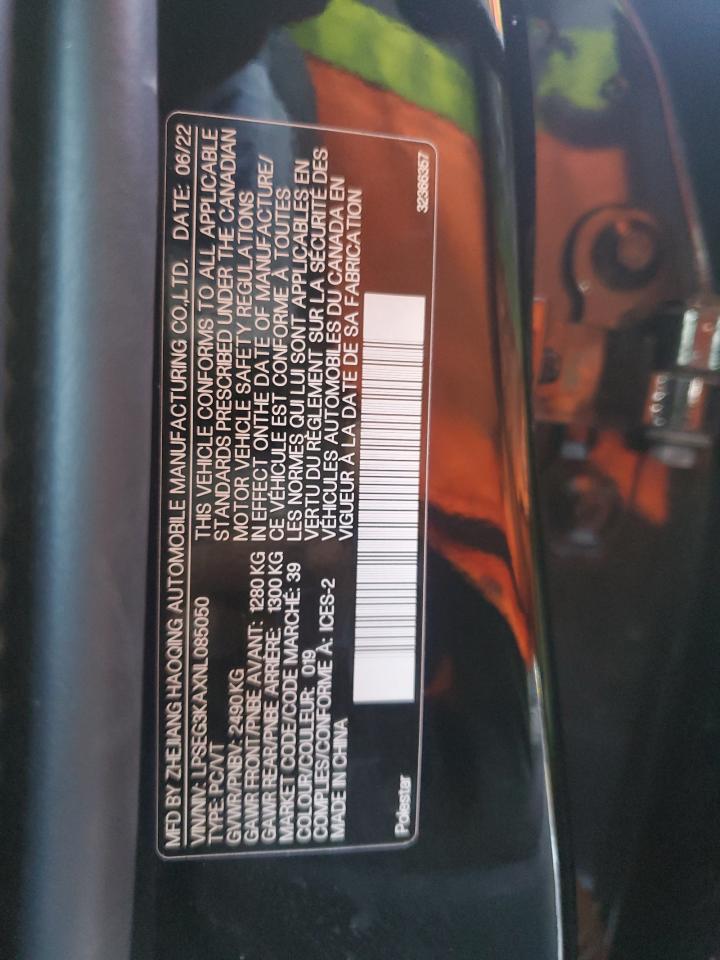 MFD BY ZHEJIANG HAOQING AUTOMOBILE MANUFACTURING CO.,LTD. DATE: 06/22
VIN/NIV: LPSEG3KAXNL085050
TYPE: PC/VT
GVWR/PNBV: 2490 KG
GAWR FRONT/PNBE AVANT: 1280 KG
GAWR REAR/PNBE ARRIÈRE: 1300 KG
MARKET CODE/CODE MARCHÉ: 39
COLOUR/COULEUR: 019
COMPLIES/CONFORME À: ICES-2
MADE IN CHINA
THIS VEHICLE CONFORMS TO ALL APPLICABLE
STANDARDS PRESCRIBED UNDER THE CANADIAN
MOTOR VEHICLE SAFETY REGULATIONS
IN EFFECT ONTHE DATE OF MANUFACTURE/
CE VÉHICULE EST CONFORME À TOUTES
LES NORMES QUI LUI SONT APPLICABLES EN
VERTU DU RÈGLEMENT SUR LA SÉCURITÉ DES
VÉHICULES AUTOMOBILES DU CANADA EN
VIGUEUR À LA DATE DE SA FABRICATION
Polestar
32366357